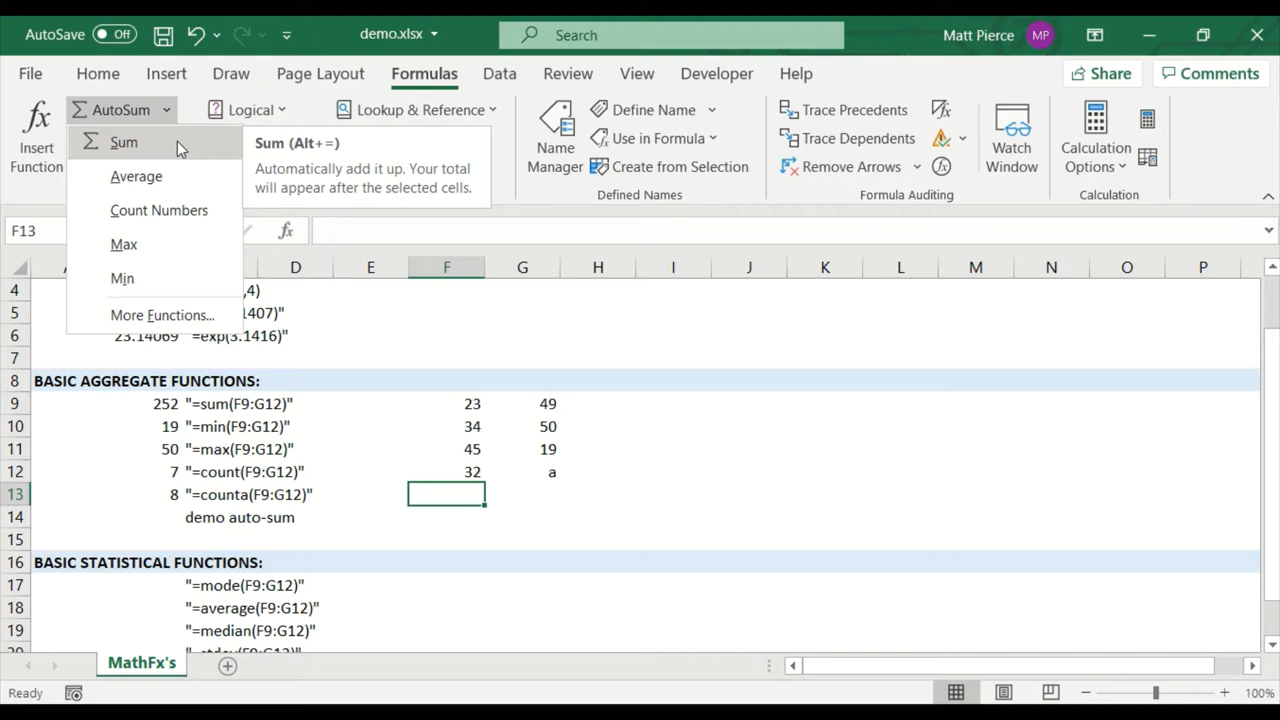 AutoSave Off demo.xlsx Search Matt Pierce MP
File Home Insert Draw Page Layout Formulas Data Review View Developer Help Share Comments
fx Insert Function
AutoSum Logical Lookup & Reference
Sum
Average
Count Numbers
Max
Min
More Functions...
Sum (Alt+=)
Automatically add it up. Your total
will appear after the selected cells.
Name Manager
Define Name
Use in Formula
Create from Selection
Defined Names
Trace Precedents
Trace Dependents
Remove Arrows
Formula Auditing
Watch Window
Calculation Options
Calculation
F13 fx
D E F G H I J K L M N O P
4 ,4)
5 1407)"
6 23.14069 "=exp(3.1416)"
7
8 BASIC AGGREGATE FUNCTIONS:
9 252 "=sum(F9:G12)" 23 49
10 19 "=min(F9:G12)" 34 50
11 50 "=max(F9:G12)" 45 19
12 7 "=count(F9:G12)" 32 a
13 8 "=counta(F9:G12)"
14 demo auto-sum
15
16 BASIC STATISTICAL FUNCTIONS:
17 "=mode(F9:G12)"
18 "=average(F9:G12)"
19 "=median(F9:G12)"
MathFx's
Ready 100%